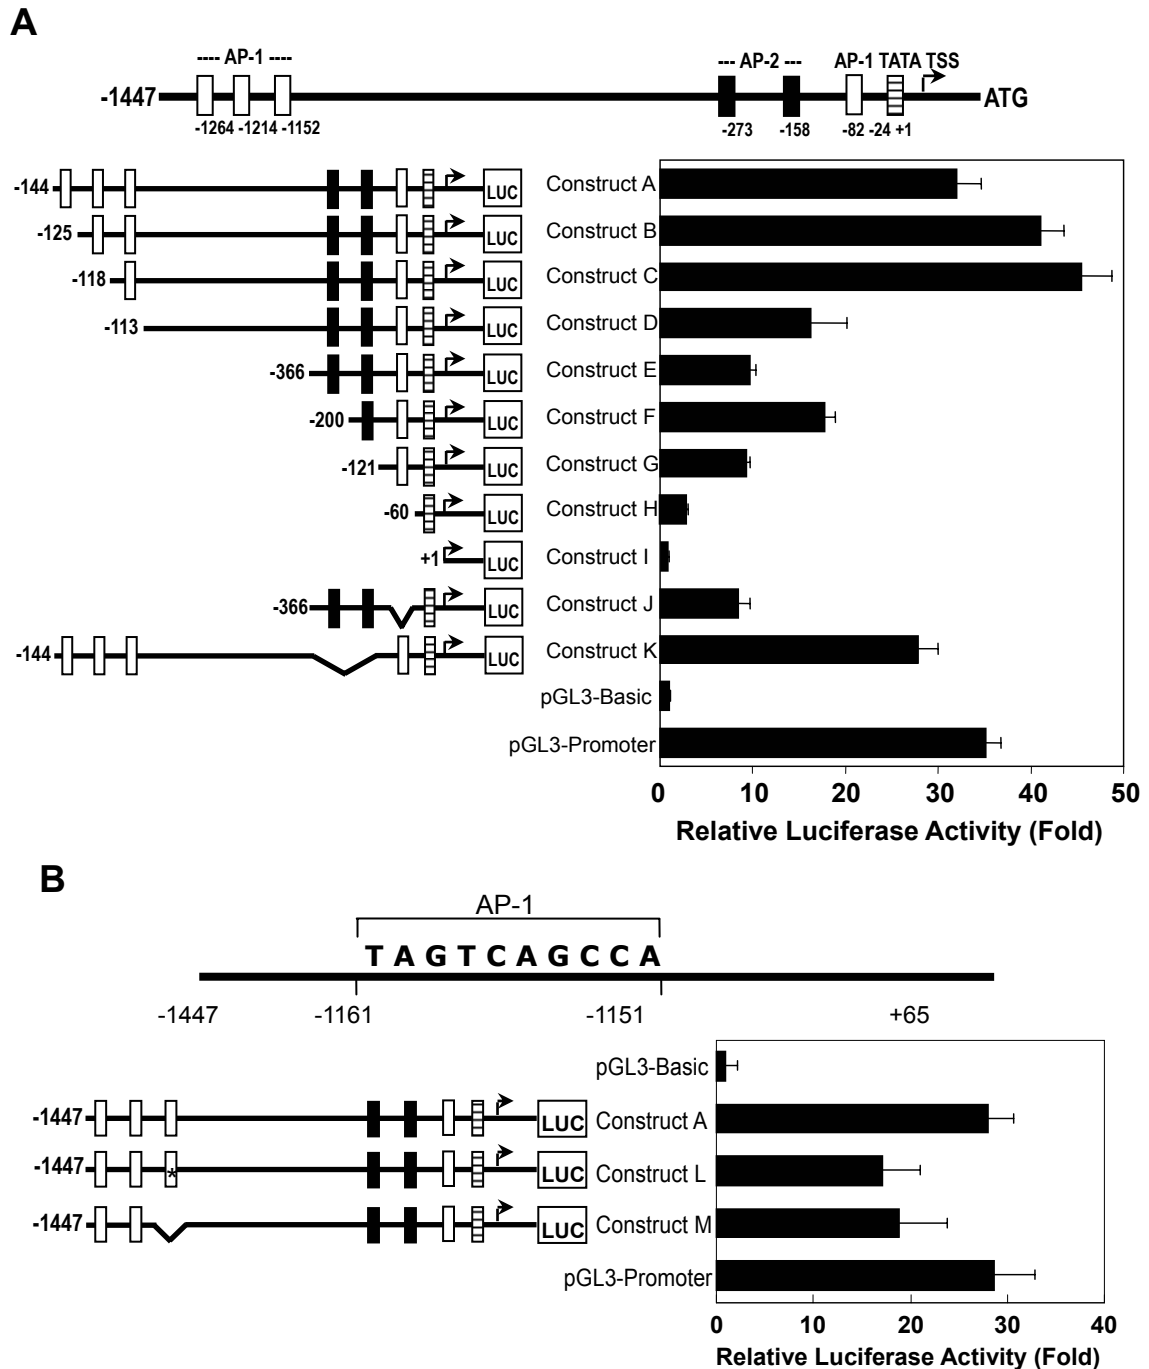 A
---- AP-1 ---- --- AP-2 --- AP-1 TATA TSS
-1447 ATG
-1264 -1214 -1152 -273 -158 -82 -24 +1
-144 LUC Construct A
-125 LUC Construct B
-118 LUC Construct C
-113 LUC Construct D
-366 LUC Construct E
-200 LUC Construct F
-121 LUC Construct G
-60 LUC Construct H
+1 LUC Construct I
-366 LUC Construct J
-144 LUC Construct K
pGL3-Basic
pGL3-Promoter
0 10 20 30 40 50
Relative Luciferase Activity (Fold)
B
AP-1
T A G T C A G C C A
-1447 -1161 -1151 +65
pGL3-Basic
-1447 LUC Construct A
-1447 * LUC Construct L
-1447 LUC Construct M
pGL3-Promoter
0 10 20 30 40
Relative Luciferase Activity (Fold)